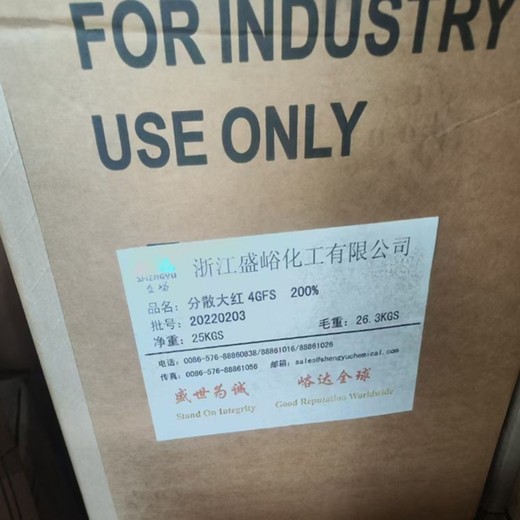 FOR INDUSTRY
USE ONLY
浙江盛峪化工有限公司
SHENGYU
盛峪
品名: 分散大红 4GFS 200%
批号: 20220203
净重: 25KGS 毛重: 26.3KGS
电话: 0086-576-88860838/88861016/88861026
传真: 0086-576-88861056 邮箱: sales@shengyuchemical.com
盛世为诚 峪达全球
Stand On Integrity Good Reputation Worldwide